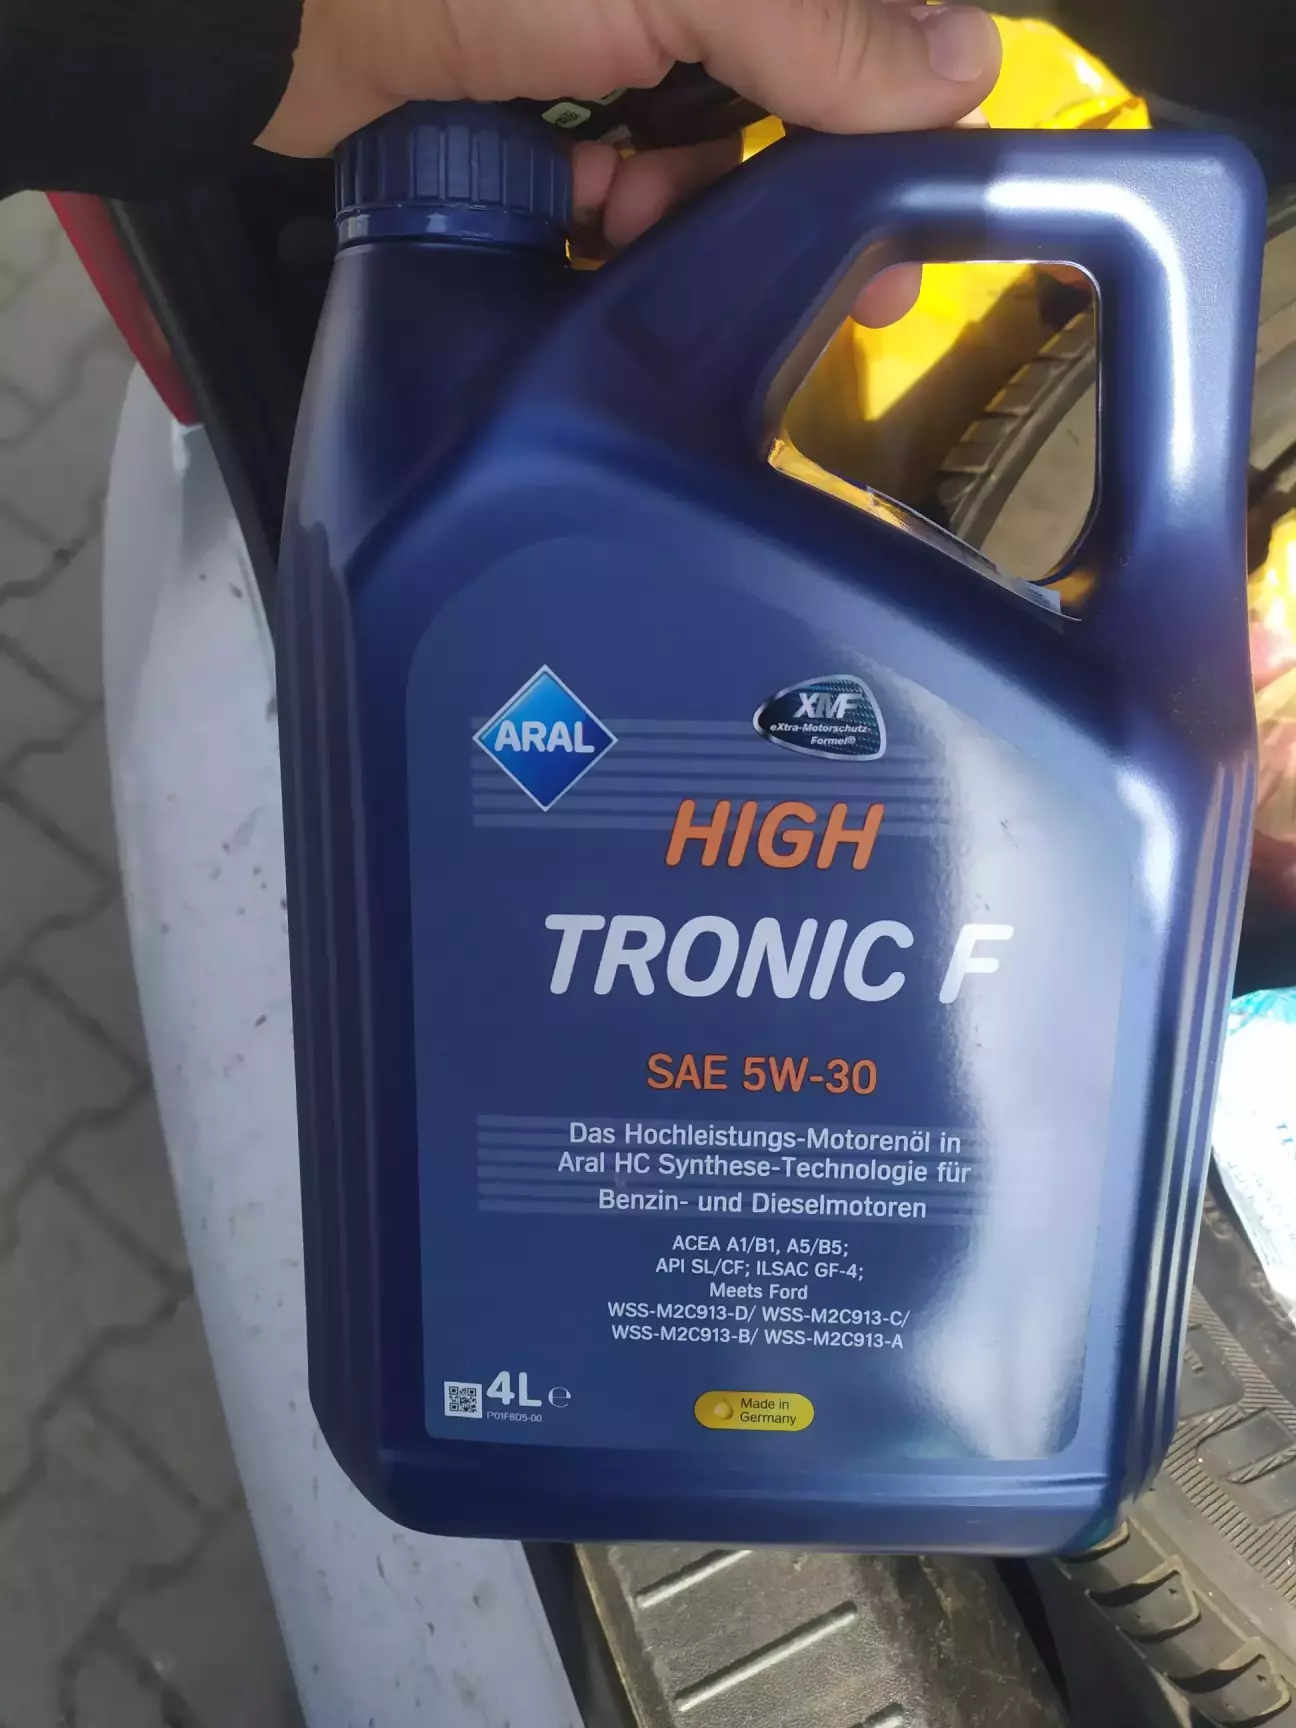 ARAL
XMF
eXtra-Motorschutz-
Formel®
HIGH
TRONIC F
SAE 5W-30
Das Hochleistungs-Motorenöl in
Aral HC Synthese-Technologie für
Benzin- und Dieselmotoren
ACEA A1/B1, A5/B5;
API SL/CF; ILSAC GF-4;
Meets Ford
WSS-M2C913-D/ WSS-M2C913-C/
WSS-M2C913-B/ WSS-M2C913-A
4L e
P01F8D5-00
Made in
Germany